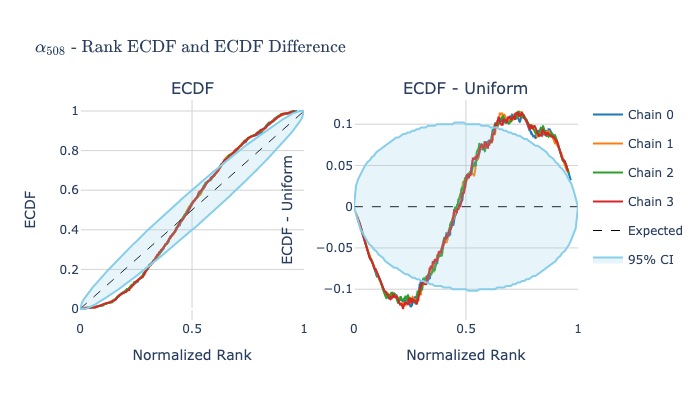 α₅₀₈ - Rank ECDF and ECDF Difference
ECDF
ECDF - Uniform
1
0.8
0.6
0.4
0.2
0
ECDF
0
0.5
1
Normalized Rank
0.1
0.05
0
−0.05
−0.1
ECDF - Uniform
0
0.5
1
Normalized Rank
Chain 0
Chain 1
Chain 2
Chain 3
Expected
95% CI